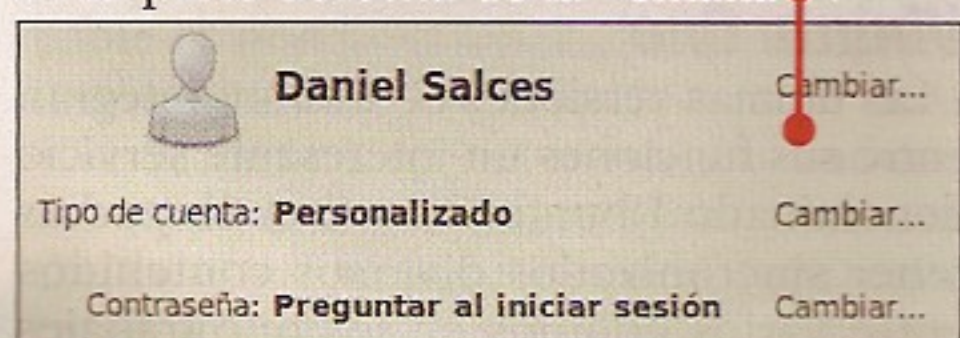 Daniel Salces Cambiar...
Tipo de cuenta: Personalizado Cambiar...
Contraseña: Preguntar al iniciar sesión Cambiar...